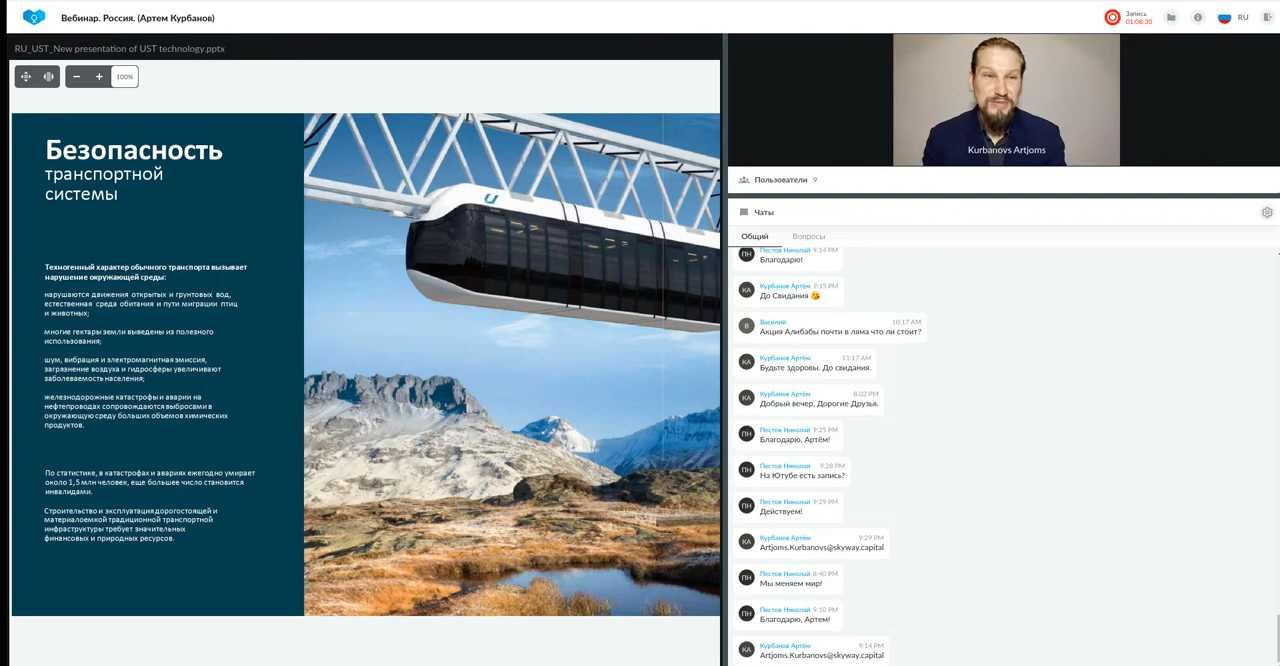 Вебинар. Россия. (Артем Курбанов)
Запись
01:08:30
RU
RU_UST_New presentation of UST technology.pptx
100%
Безопасность
транспортной
системы
Техногенный характер обычного транспорта вызывает
нарушение окружающей среды:
нарушаются движения открытых и грунтовых вод,
естественная среда обитания и пути миграции птиц
и животных;
многие гектары земли выведены из полезного
использования;
шум, вибрация и электромагнитная эмиссия,
загрязнение воздуха и гидросферы увеличивают
заболеваемость населения;
железнодорожные катастрофы и аварии на
нефтепроводах сопровождаются выбросами в
окружающую среду больших объемов химических
продуктов.
По статистике, в катастрофах и авариях ежегодно умирает
около 1,5 млн человек, еще большее число становится
инвалидами.
Строительство и эксплуатация дорогостоящей и
материалоемкой традиционной транспортной
инфраструктуры требует значительных
финансовых и природных ресурсов.
Kurbanovs Artjoms
Пользователи 9
Чаты
Общий Вопросы
ПН Пестов Николай 9:14 PM
Благодарю!
КА Курбанов Артём 9:15 PM
До Свидания 😘
В Василий 10:17 AM
Акция Алибабы почти в ляма что ли стоит?
КА Курбанов Артём 11:17 AM
Будьте здоровы. До свидания.
КА Курбанов Артём 8:02 PM
Добрый вечер, Дорогие Друзья.
ПН Пестов Николай 9:25 PM
Благодарю, Артём!
ПН Пестов Николай 9:28 PM
На Ютубе есть запись?
ПН Пестов Николай 9:29 PM
Действуем!
КА Курбанов Артём 9:29 PM
Artjoms.Kurbanovs@skyway.capital
ПН Пестов Николай 8:40 PM
Мы меняем мир!
ПН Пестов Николай 9:10 PM
Благодарю, Артем!
КА Курбанов Артём 9:14 PM
Artjoms.Kurbanovs@skyway.capital